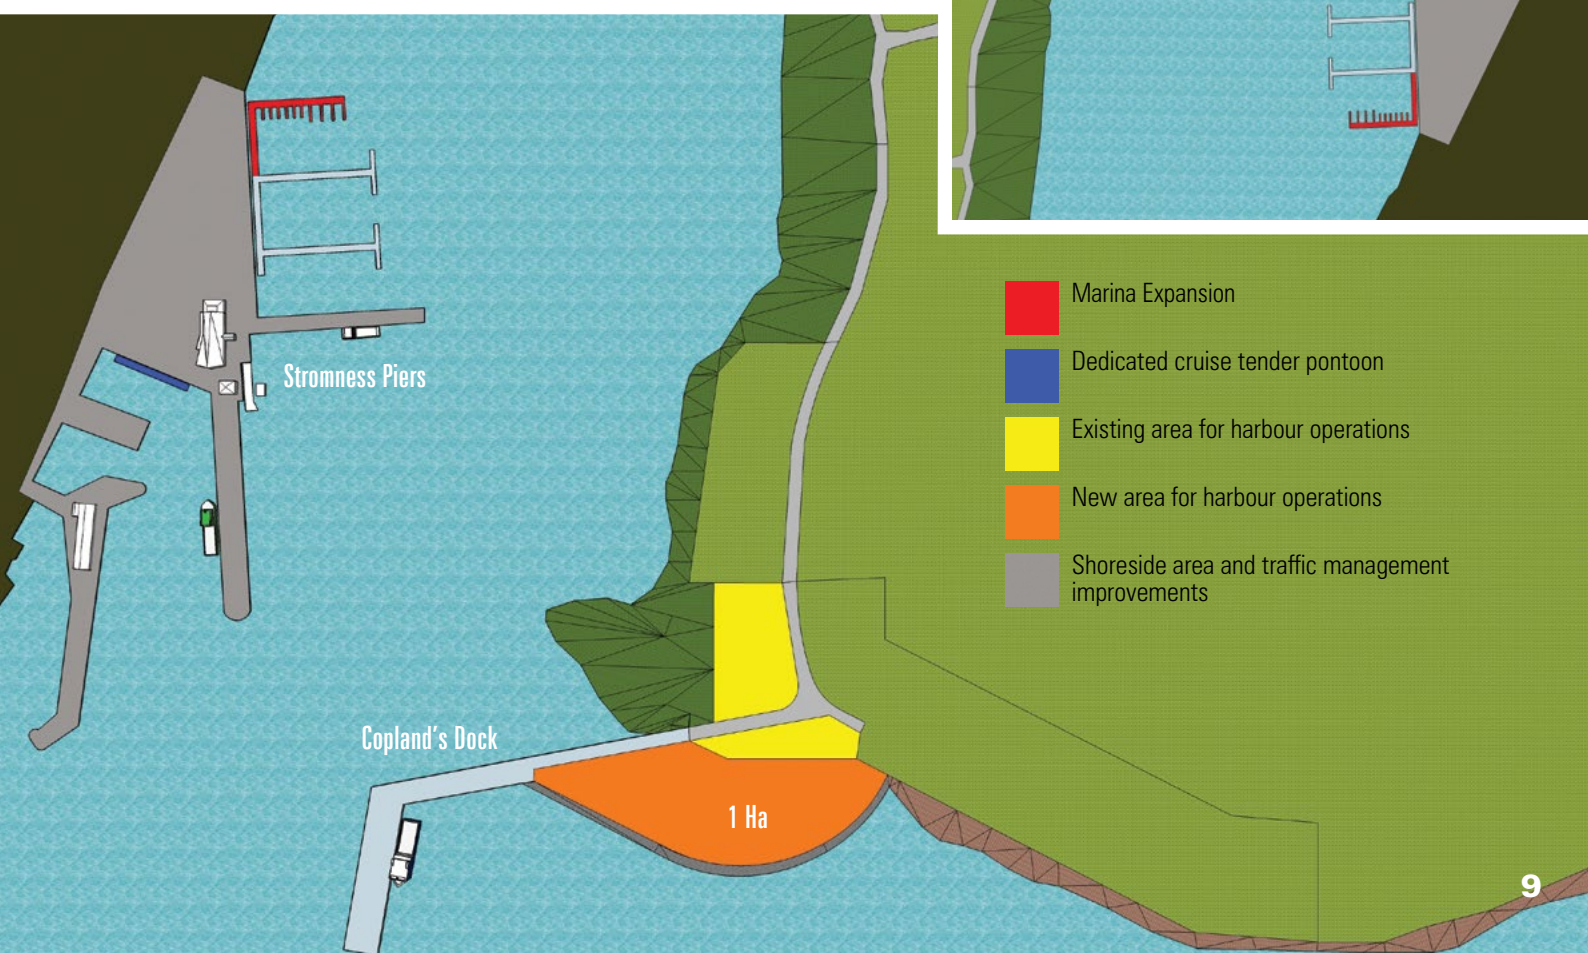 Marina Expansion
Dedicated cruise tender pontoon
Existing area for harbour operations
New area for harbour operations
Shoreside area and traffic management
improvements
Stromness Piers
Copland's Dock
1 Ha
9